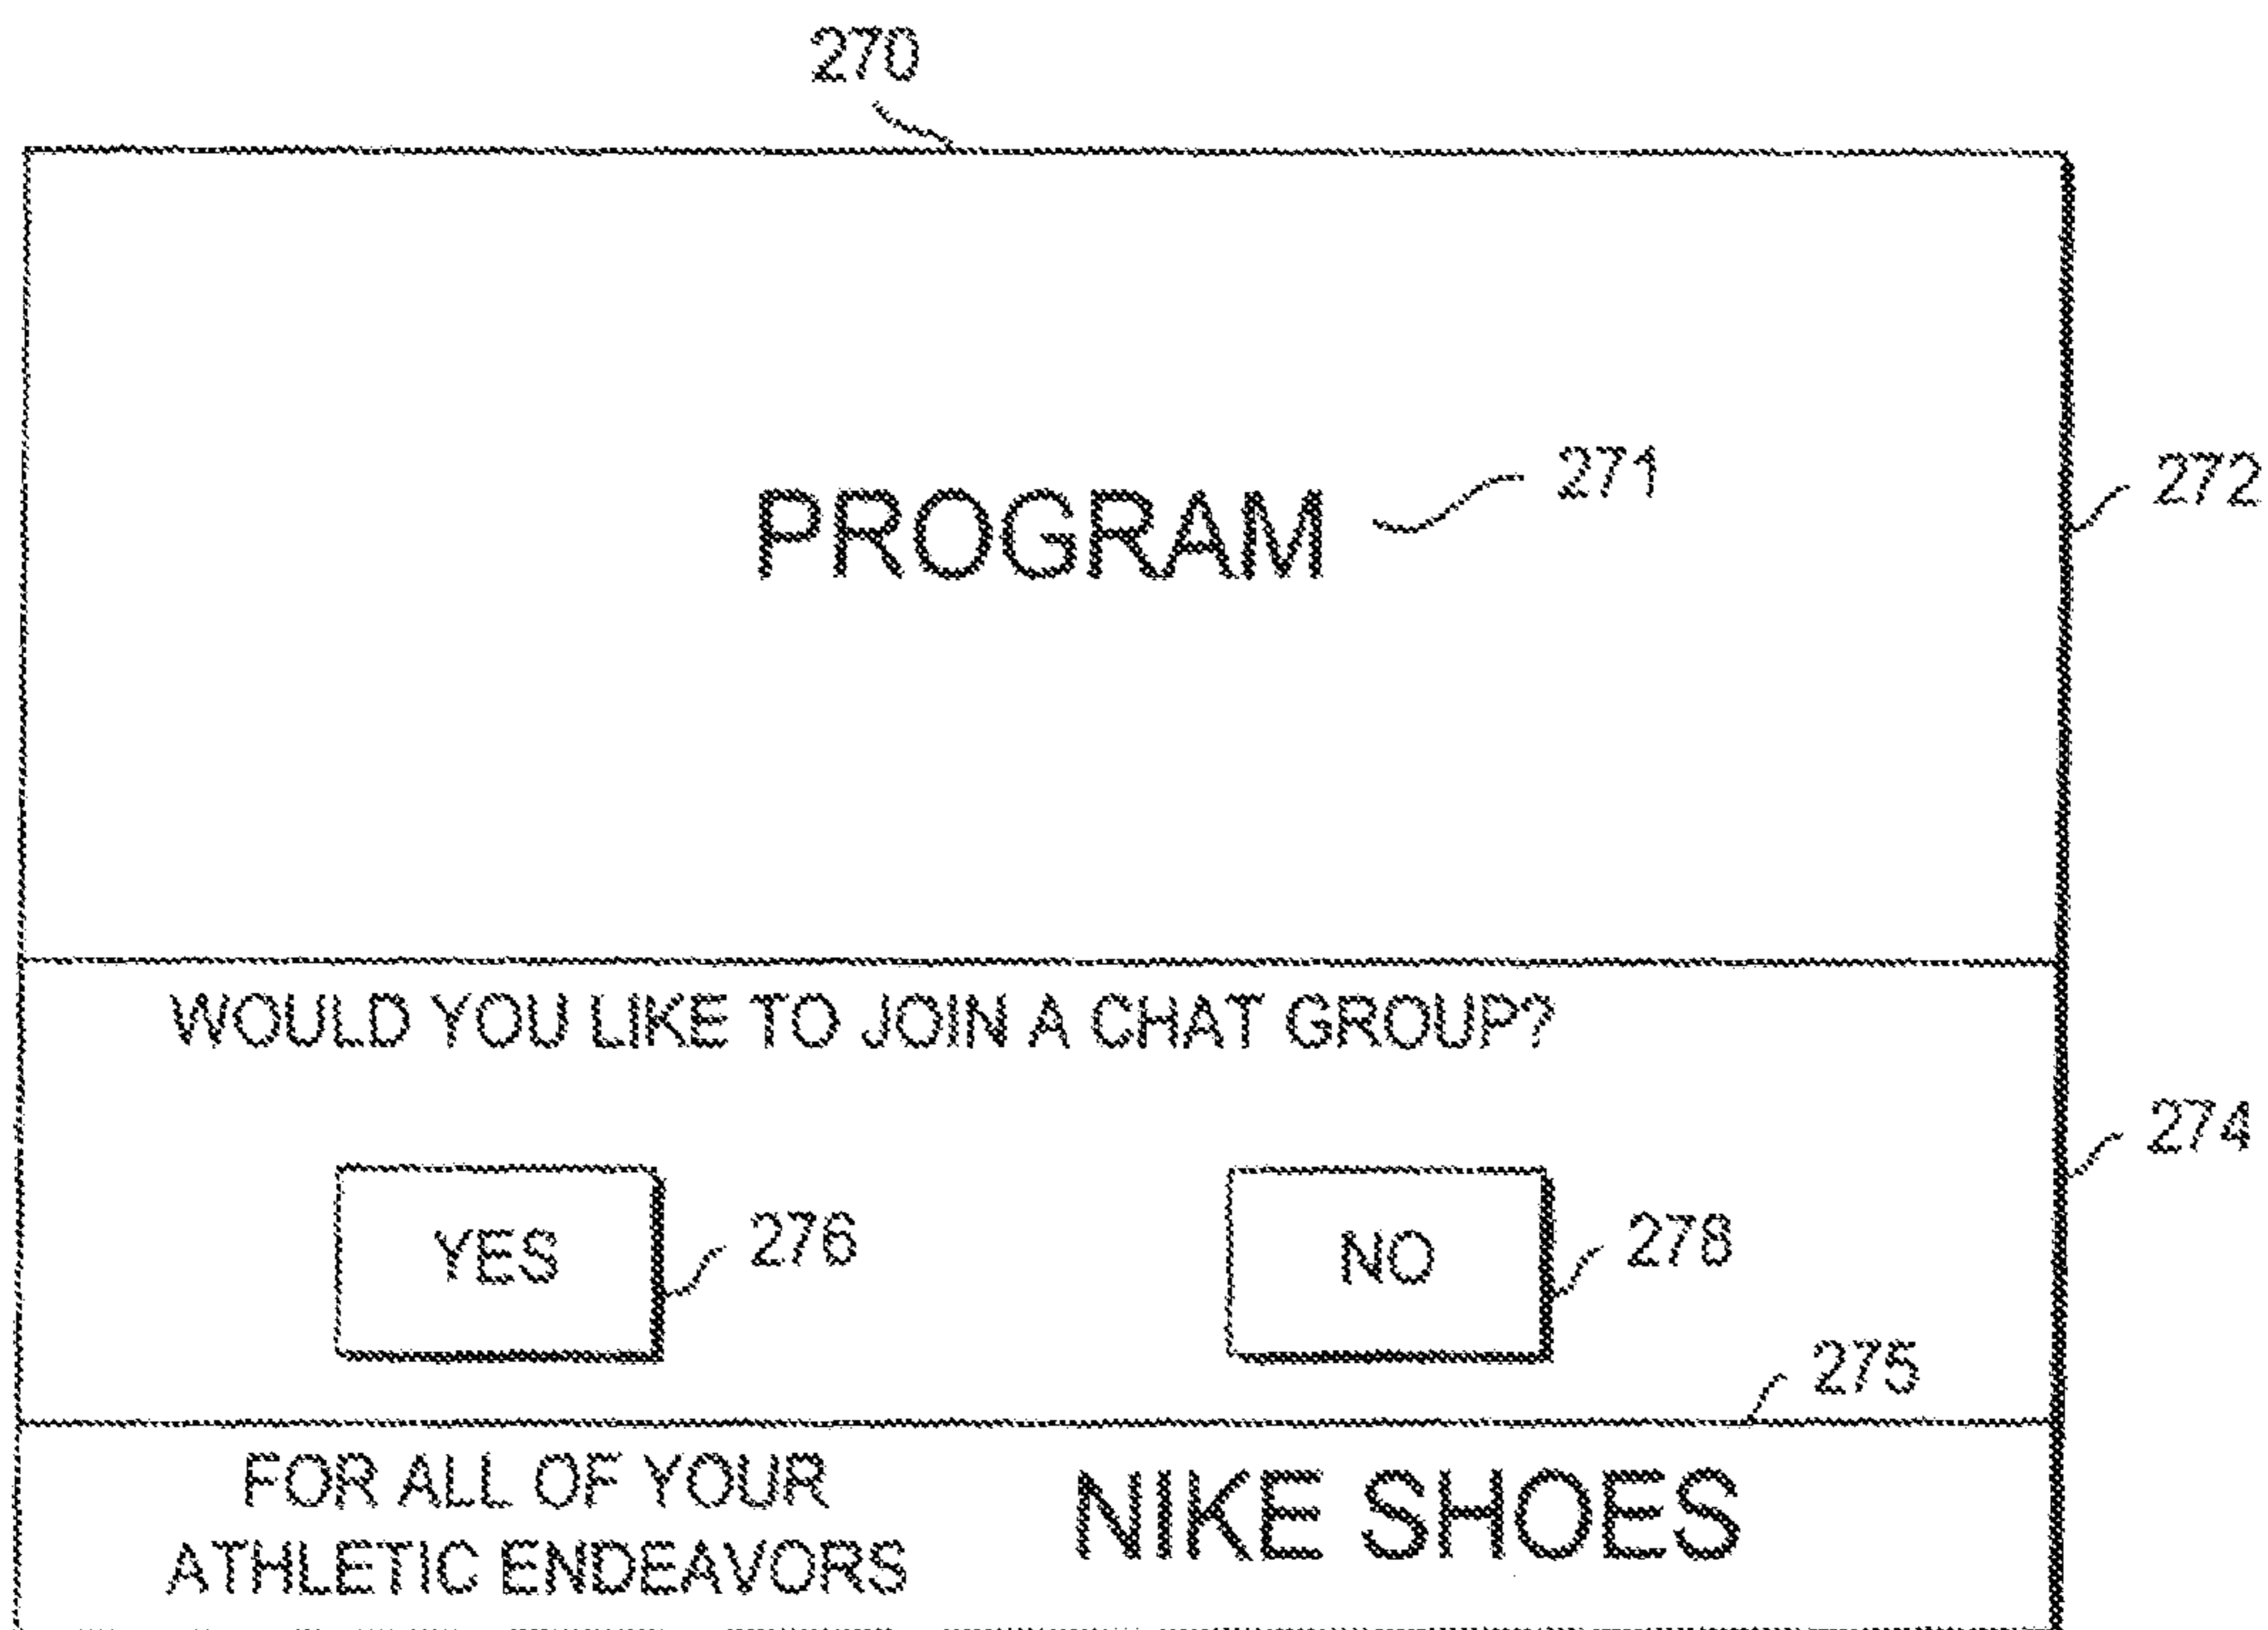 270
PROGRAM 271
272
WOULD YOU LIKE TO JOIN A CHAT GROUP?
274
YES 276 NO 278
275
FOR ALL OF YOUR
ATHLETIC ENDEAVORS
NIKE SHOES